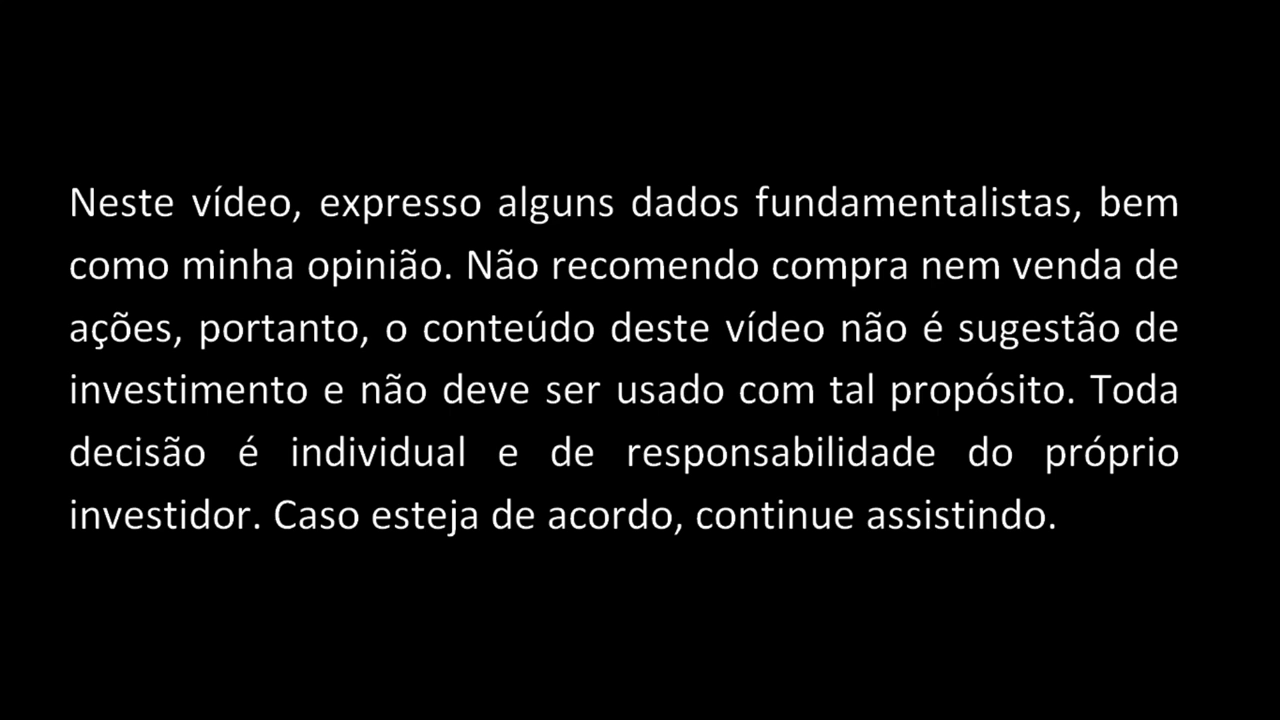 Neste vídeo, expresso alguns dados fundamentalistas, bem
como minha opinião. Não recomendo compra nem venda de
ações, portanto, o conteúdo deste vídeo não é sugestão de
investimento e não deve ser usado com tal propósito. Toda
decisão é individual e de responsabilidade do próprio
investidor. Caso esteja de acordo, continue assistindo.